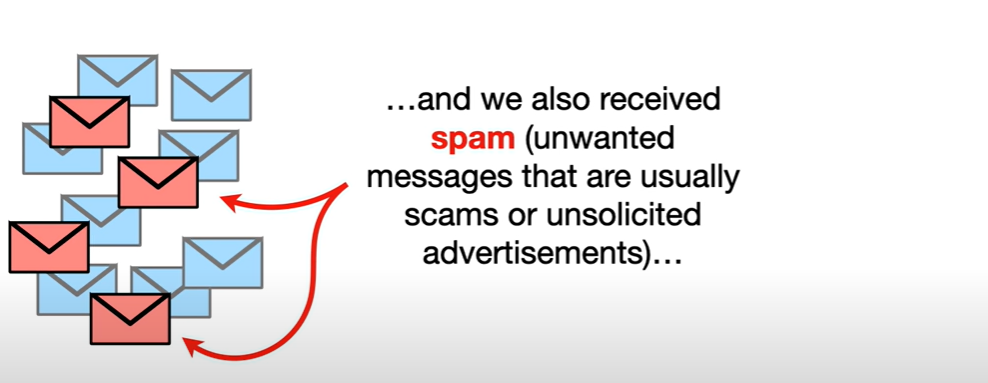 …and we also received
spam (unwanted
messages that are usually
scams or unsolicited
advertisements)…